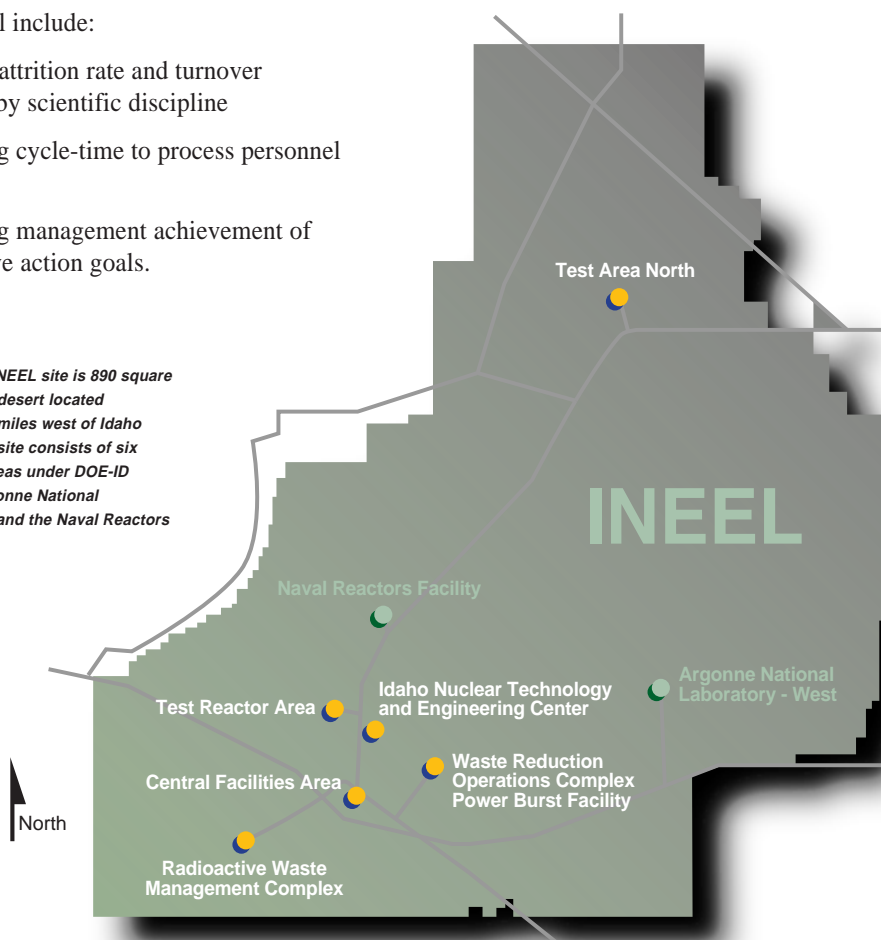 l include:
attrition rate and turnover
by scientific discipline
g cycle-time to process personnel
g management achievement of
ve action goals.
Test Area North
NEEL site is 890 square
desert located
miles west of Idaho
site consists of six
eas under DOE-ID
onne National
and the Naval Reactors
INEEL
Naval Reactors Facility
Argonne National
Laboratory - West
Idaho Nuclear Technology
and Engineering Center
Test Reactor Area
Waste Reduction
Operations Complex
Power Burst Facility
Central Facilities Area
North
Radioactive Waste
Management Complex